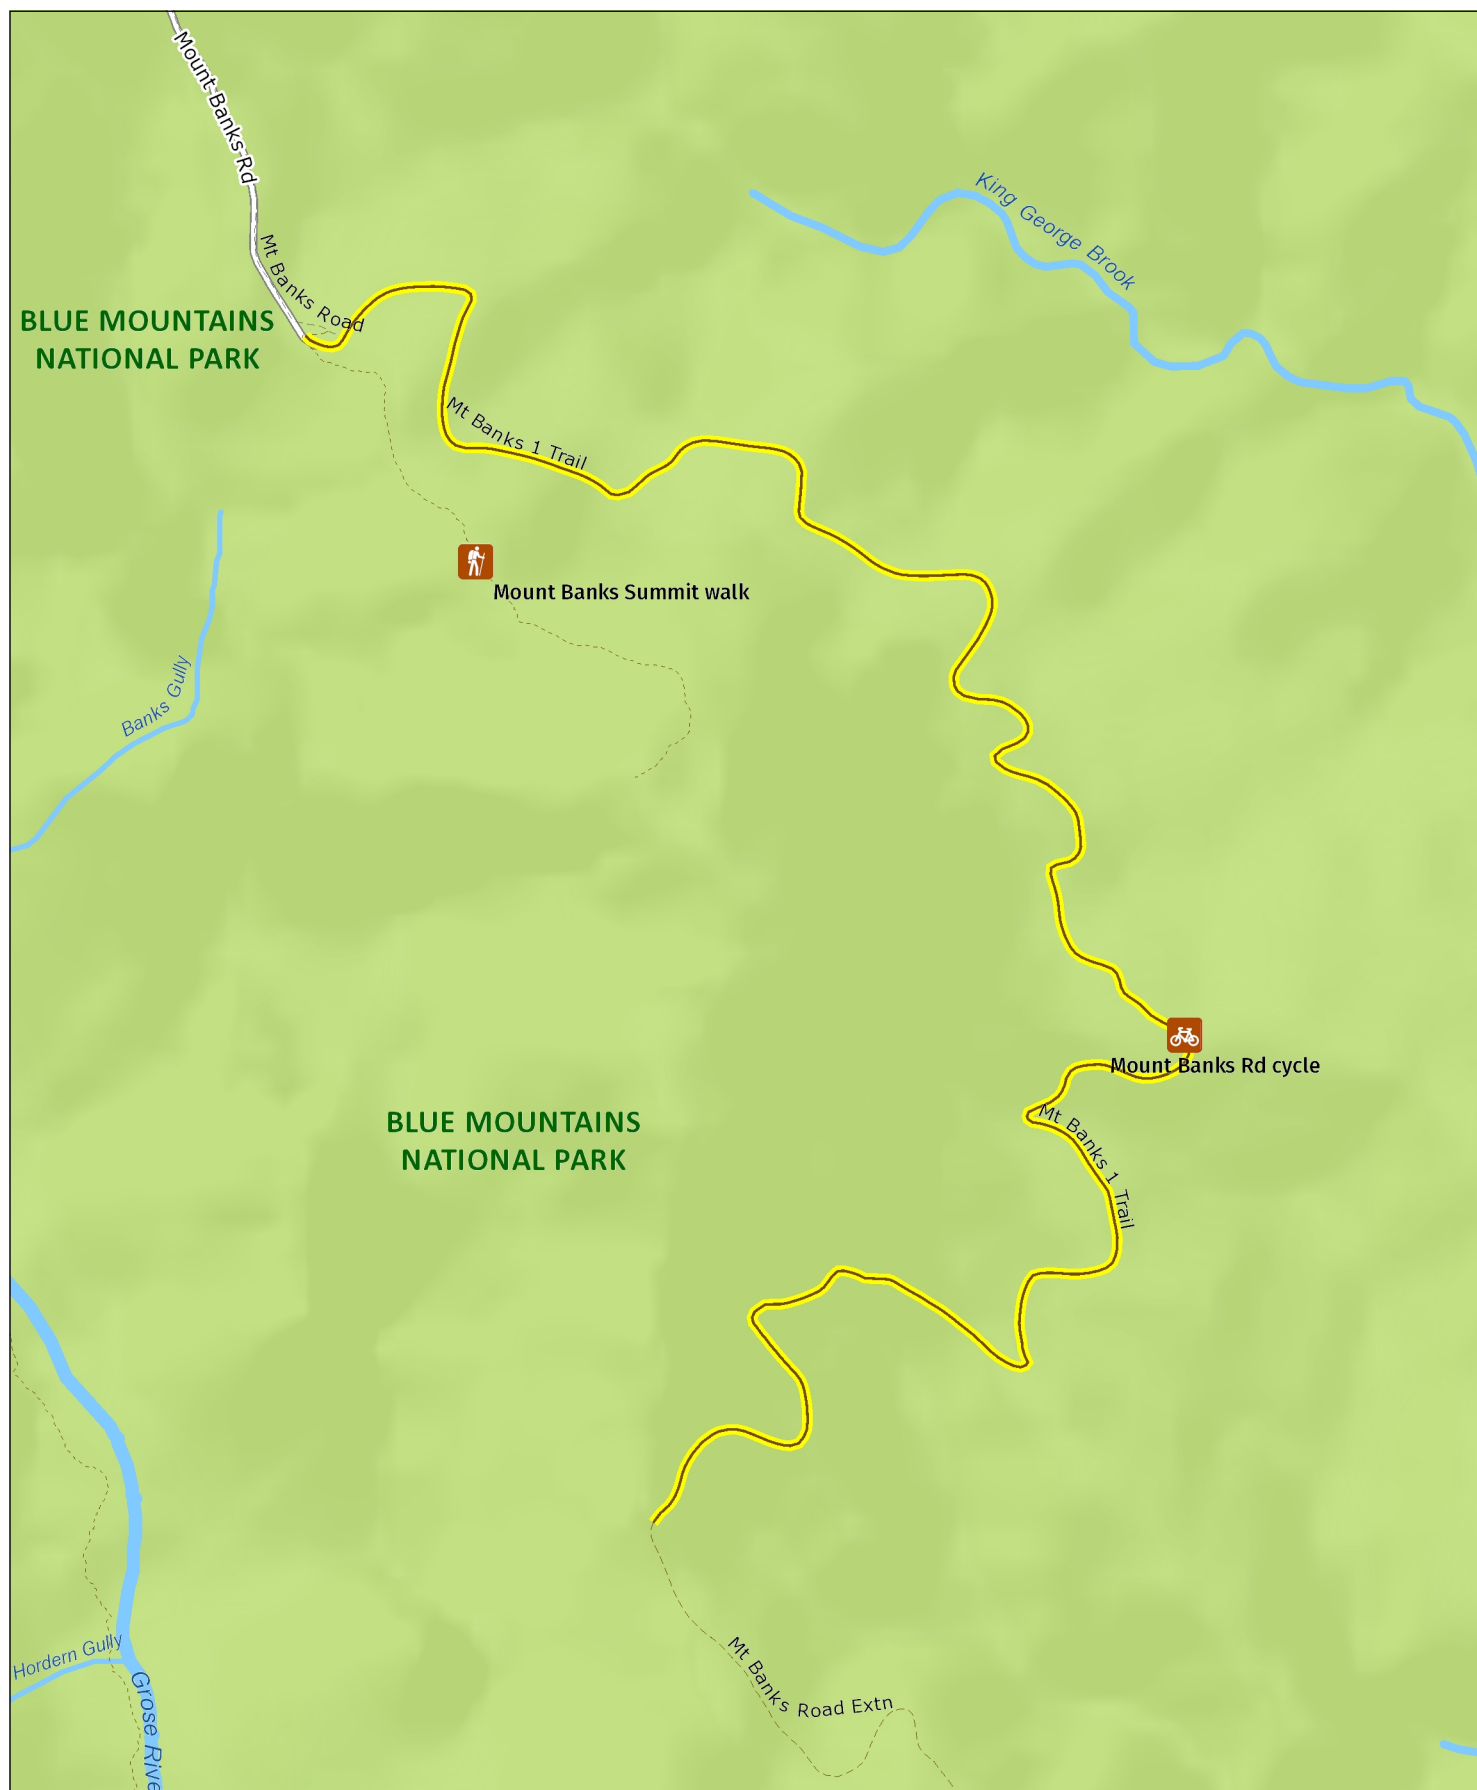 Mount Banks Rd
King George Brook
Mt Banks Road
BLUE MOUNTAINS
NATIONAL PARK
Mt Banks 1 Trail
Mount Banks Summit walk
Banks Gully
Mount Banks Rd cycle
Mt Banks 1 Trail
BLUE MOUNTAINS
NATIONAL PARK
Hordern Gully
Mt Banks Road Extn
Grose Rive